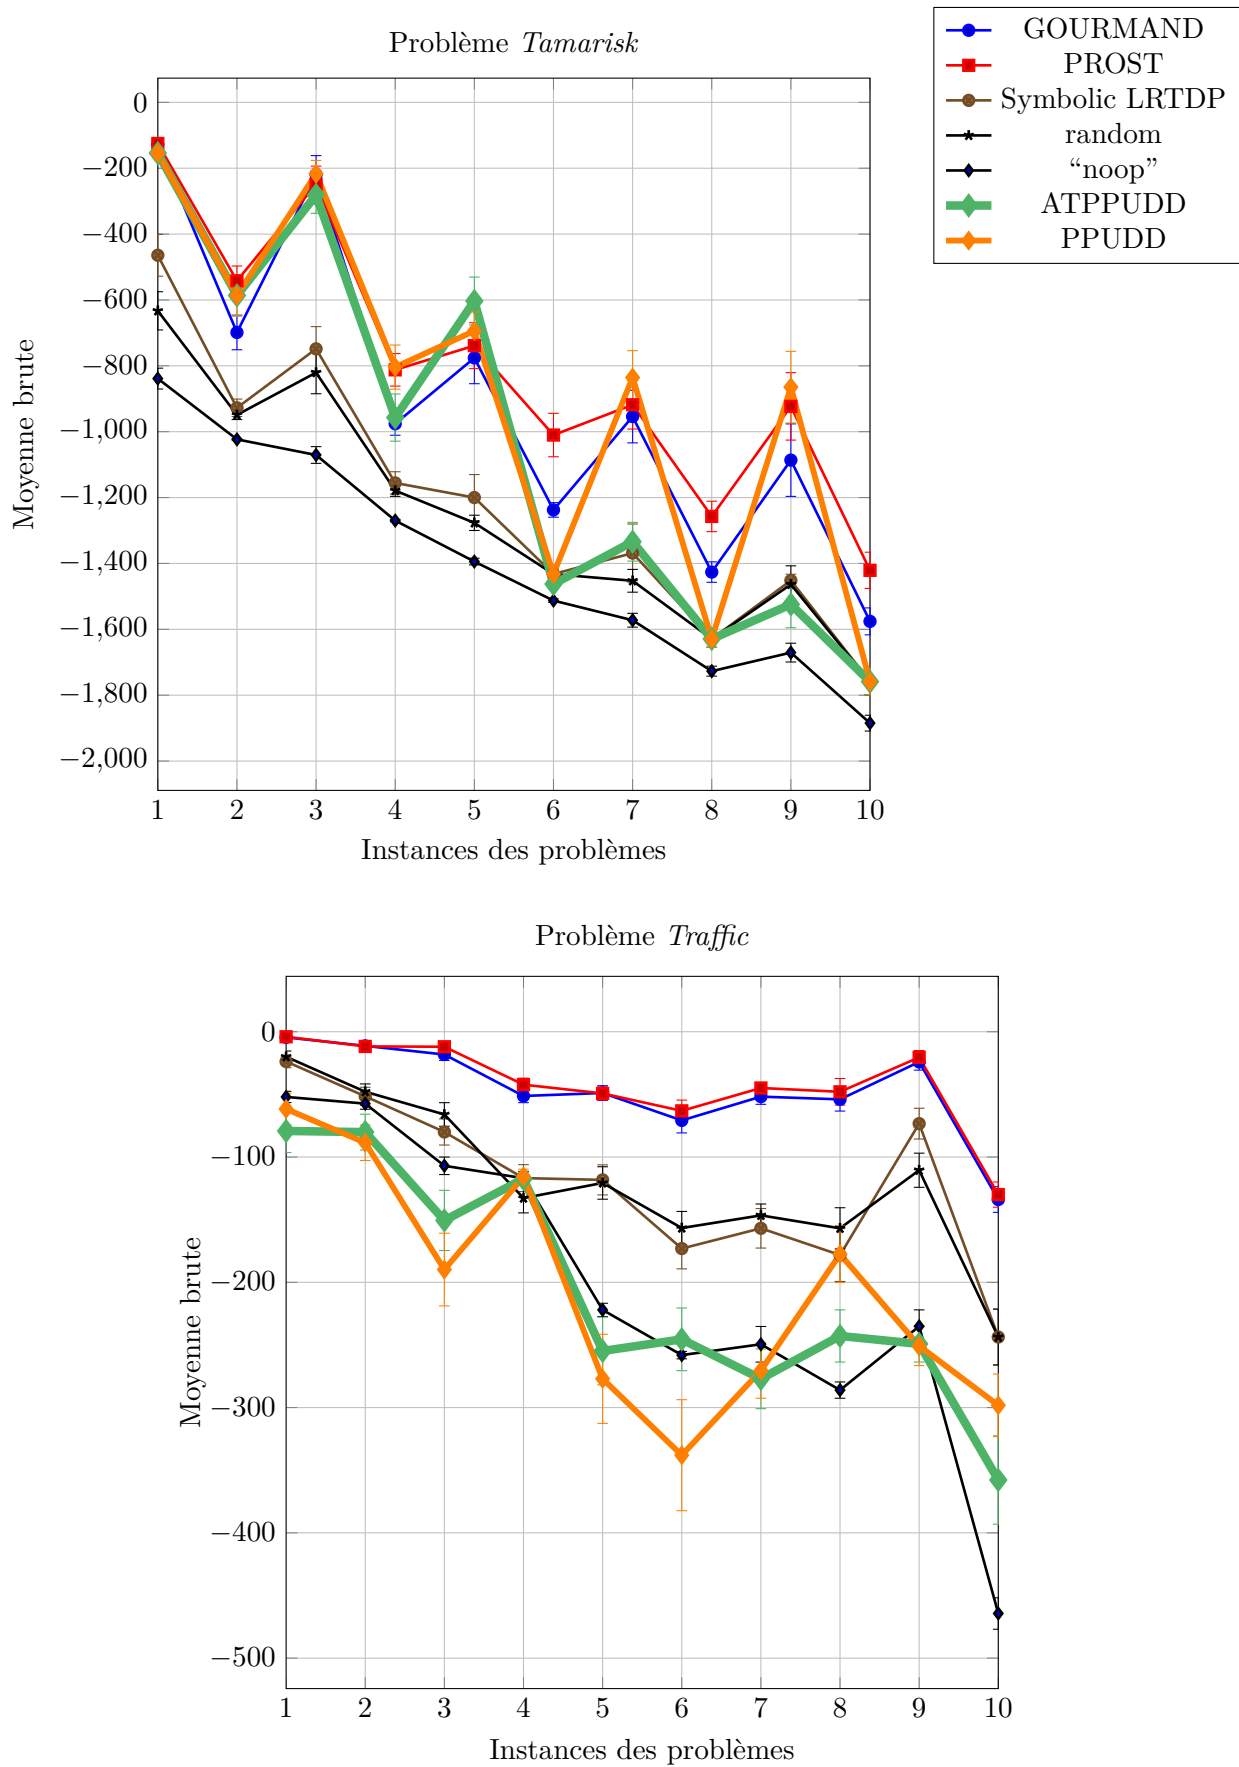 Problème Tamarisk
GOURMAND
PROST
Symbolic LRTDP
random
“noop”
ATPPUDD
PPUDD
0
−200
−400
−600
−800
−1,000
−1,200
−1,400
−1,600
−1,800
−2,000
Moyenne brute
1 2 3 4 5 6 7 8 9 10
Instances des problèmes
Problème Traffic
0
−100
−200
−300
−400
−500
Moyenne brute
1 2 3 4 5 6 7 8 9 10
Instances des problèmes